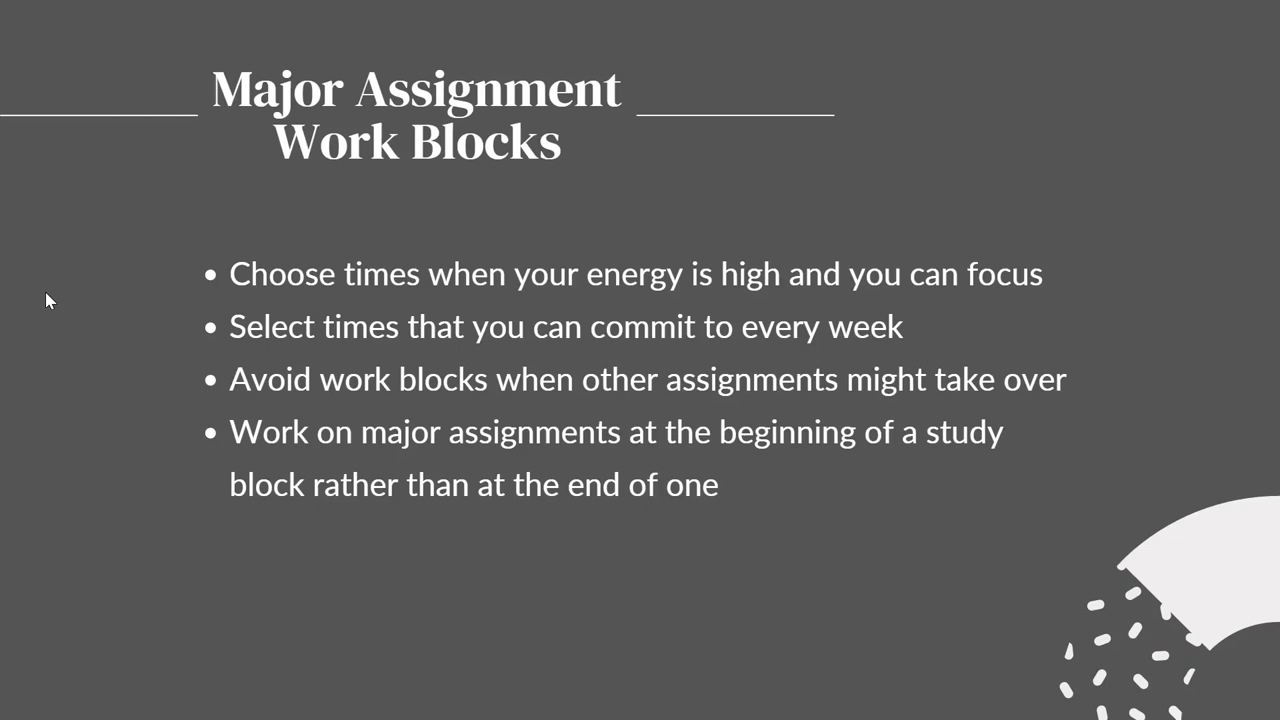 Major Assignment
Work Blocks
• Choose times when your energy is high and you can focus
• Select times that you can commit to every week
• Avoid work blocks when other assignments might take over
• Work on major assignments at the beginning of a study
block rather than at the end of one